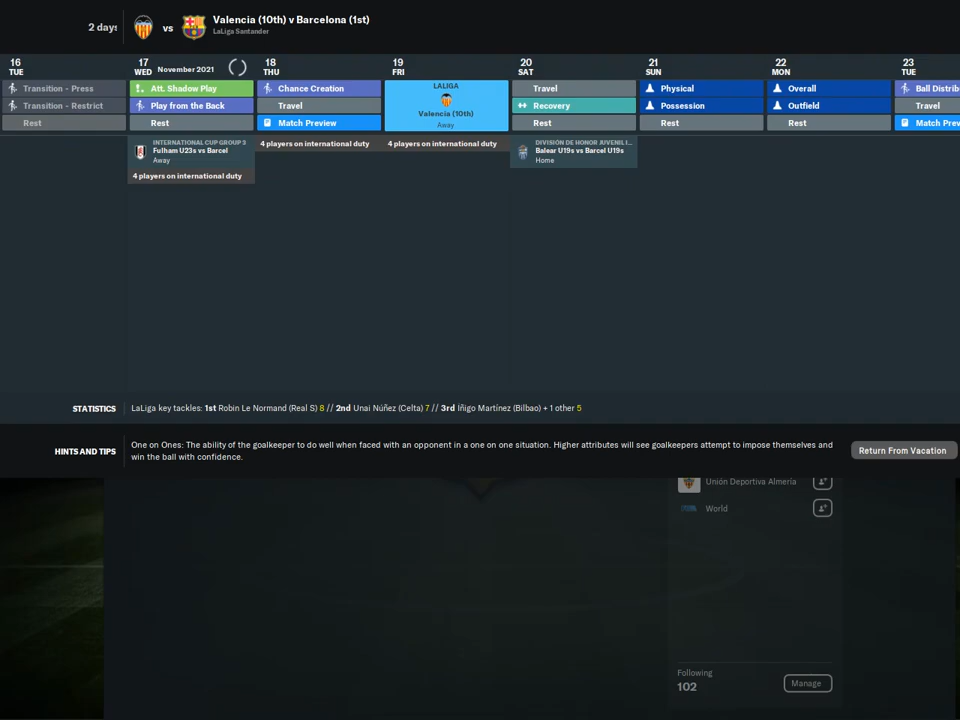 2 days
vs
Valencia (10th) v Barcelona (1st)
LaLiga Santander
16
TUE
17
WED November 2021
18
THU
19
FRI
20
SAT
21
SUN
22
MON
23
TUE
Transition - Press
Transition - Restrict
Rest
Att. Shadow Play
Play from the Back
Rest
Chance Creation
Travel
Match Preview
LALIGA
Valencia (10th)
Away
Travel
Recovery
Rest
Physical
Possession
Rest
Overall
Outfield
Rest
Ball Distrib
Travel
Match Prev
INTERNATIONAL CUP GROUP 3
Fulham U23s vs Barcel
Away
4 players on international duty
4 players on international duty
4 players on international duty
DIVISIÓN DE HONOR JUVENIL I...
Balear U19s vs Barcel U19s
Home
STATISTICS
LaLiga key tackles: 1st Robin Le Normand (Real S) 8 // 2nd Unai Núñez (Celta) 7 // 3rd Íñigo Martínez (Bilbao) + 1 other 5
HINTS AND TIPS
One on Ones: The ability of the goalkeeper to do well when faced with an opponent in a one on one situation. Higher attributes will see goalkeepers attempt to impose themselves and
win the ball with confidence.
Return From Vacation
Unión Deportiva Almería
World
Following
102
Manage